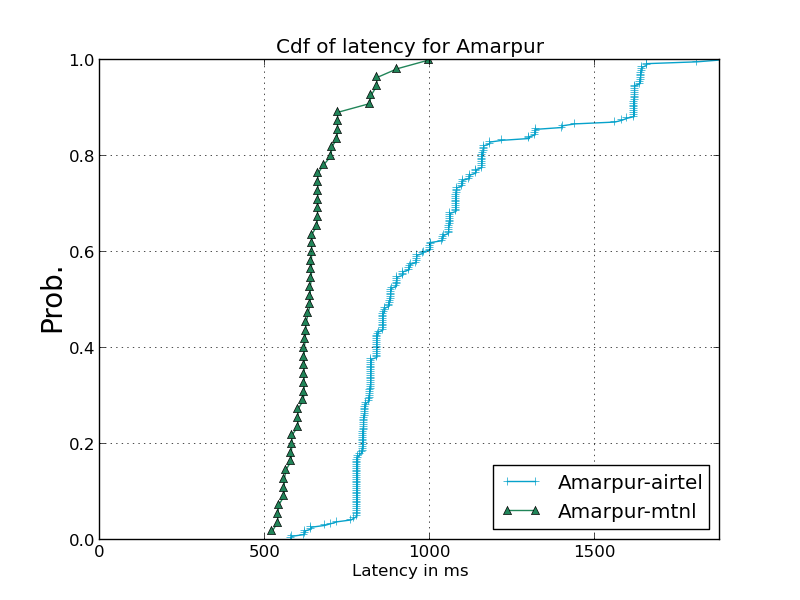 Cdf of latency for Amarpur
Prob.
1.0
0.8
0.6
0.4
0.2
0.0
0
500
1000
1500
Latency in ms
Amarpur-airtel
Amarpur-mtnl